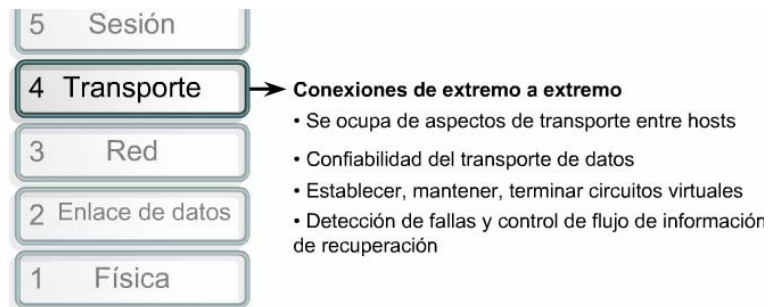 5 Sesión
4 Transporte
Conexiones de extremo a extremo
• Se ocupa de aspectos de transporte entre hosts
3 Red
• Confiabilidad del transporte de datos
• Establecer, mantener, terminar circuitos virtuales
2 Enlace de datos
• Detección de fallas y control de flujo de información
de recuperación
1 Física